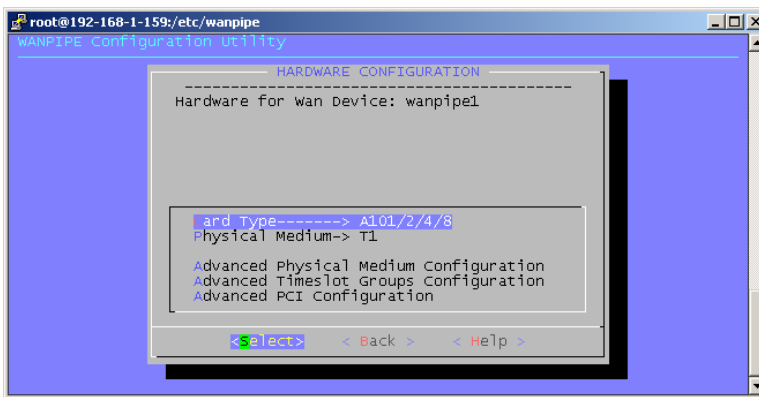 root@192-168-1-159:/etc/wanpipe
WANPIPE Configuration Utility
HARDWARE CONFIGURATION
Hardware for Wan Device: wanpipe1
ard Type-------> A101/2/4/8
Physical Medium-> T1
Advanced Physical Medium Configuration
Advanced Timeslot Groups Configuration
Advanced PCI Configuration
<Select> < Back > < Help >